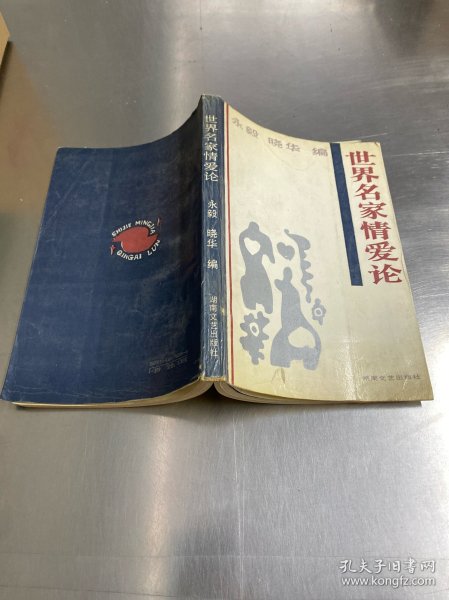 永毅 晓华 编
世界名家情爱论
湖南文艺出版社
世界名家情爱论
永毅 晓华 编
湖南文艺出版社
SHIJIE MINGJIA
QINGAI LUN
孔夫子旧书网
www.kongfz.com